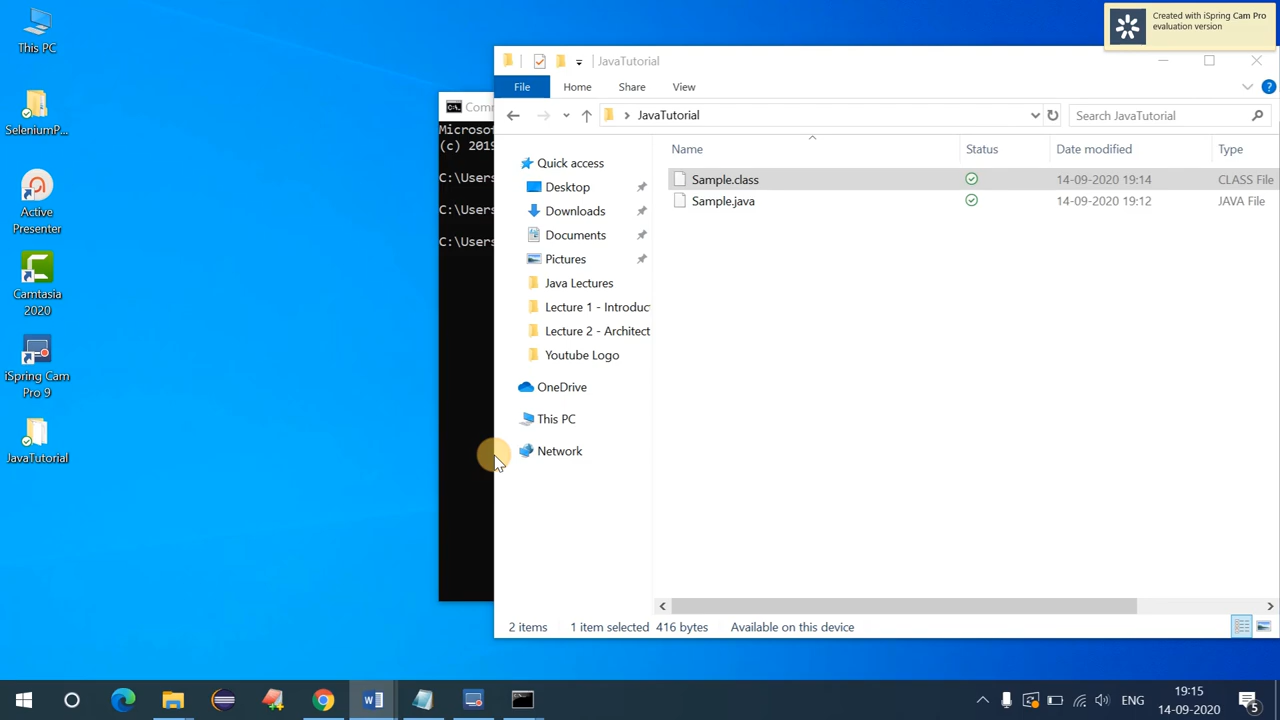 This PC
SeleniumP...
Active
Presenter
Camtasia
2020
iSpring Cam
Pro 9
JavaTutorial
Created with iSpring Cam Pro
evaluation version
JavaTutorial
File Home Share View
JavaTutorial
Search JavaTutorial
Name Status Date modified Type
Sample.class 14-09-2020 19:14 CLASS File
Sample.java 14-09-2020 19:12 JAVA File
Quick access
Desktop
Downloads
Documents
Pictures
Java Lectures
Lecture 1 - Introduc
Lecture 2 - Architect
Youtube Logo
OneDrive
This PC
Network
2 items 1 item selected 416 bytes Available on this device
Comm
Microsof
(c) 2019
C:\Users
C:\Users
C:\Users
ENG
19:15
14-09-2020
5